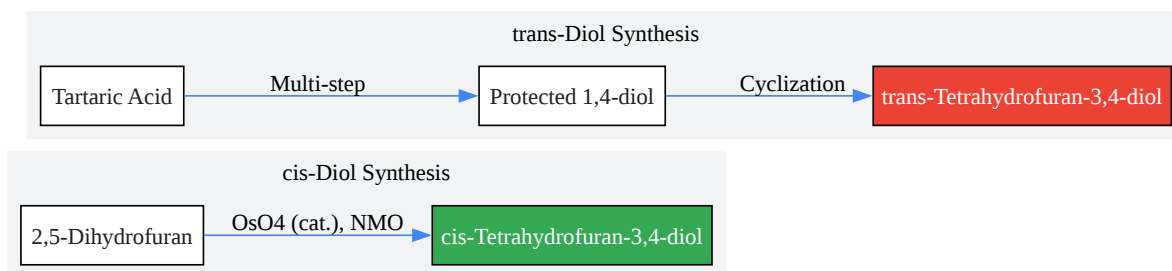 trans-Diol Synthesis
Tartaric Acid
Multi-step
Protected 1,4-diol
Cyclization
trans-Tetrahydrofuran-3,4-diol
cis-Diol Synthesis
2,5-Dihydrofuran
OsO4 (cat.), NMO
cis-Tetrahydrofuran-3,4-diol